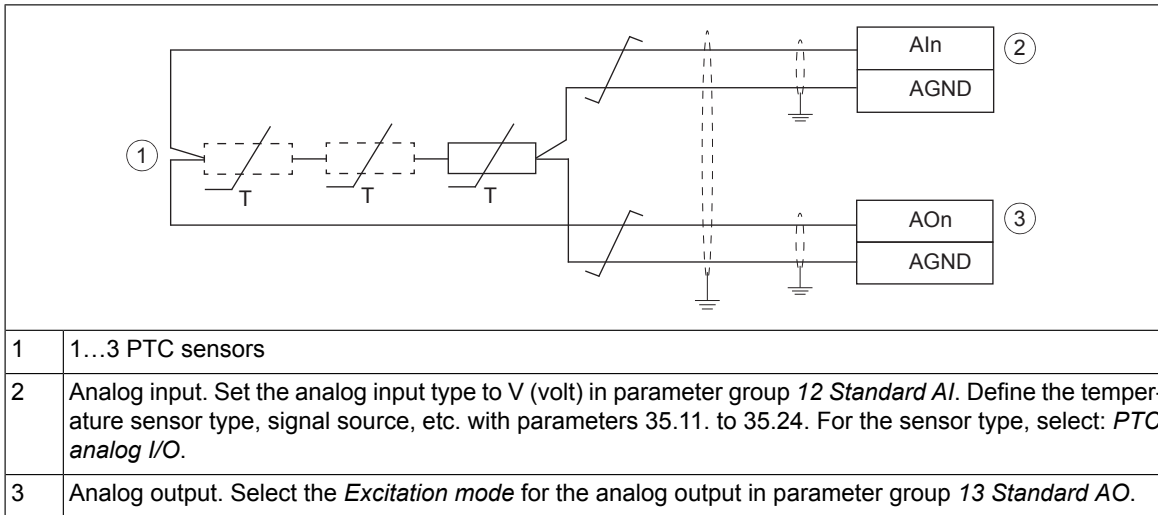 AIn
2
AGND
1
T
T
T
AOn
3
AGND
1 1…3 PTC sensors
2 Analog input. Set the analog input type to V (volt) in parameter group 12 Standard AI. Define the temper-
ature sensor type, signal source, etc. with parameters 35.11. to 35.24. For the sensor type, select: PTC
analog I/O.
3 Analog output. Select the Excitation mode for the analog output in parameter group 13 Standard AO.